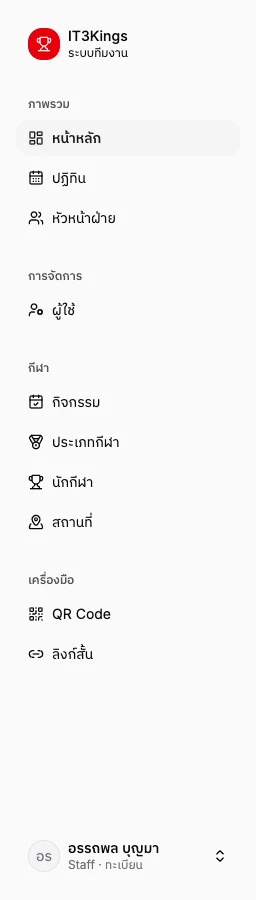 IT3Kings
ระบบทีมงาน
ภาพรวม
หน้าหลัก
ปฏิทิน
หัวหน้าฝ่าย
การจัดการ
ผู้ใช้
กีฬา
กิจกรรม
ประเภทกีฬา
นักกีฬา
สถานที่
เครื่องมือ
QR Code
ลิงก์สั้น
อร
อรรถพล บุญมา
Staff · ทะเบียน